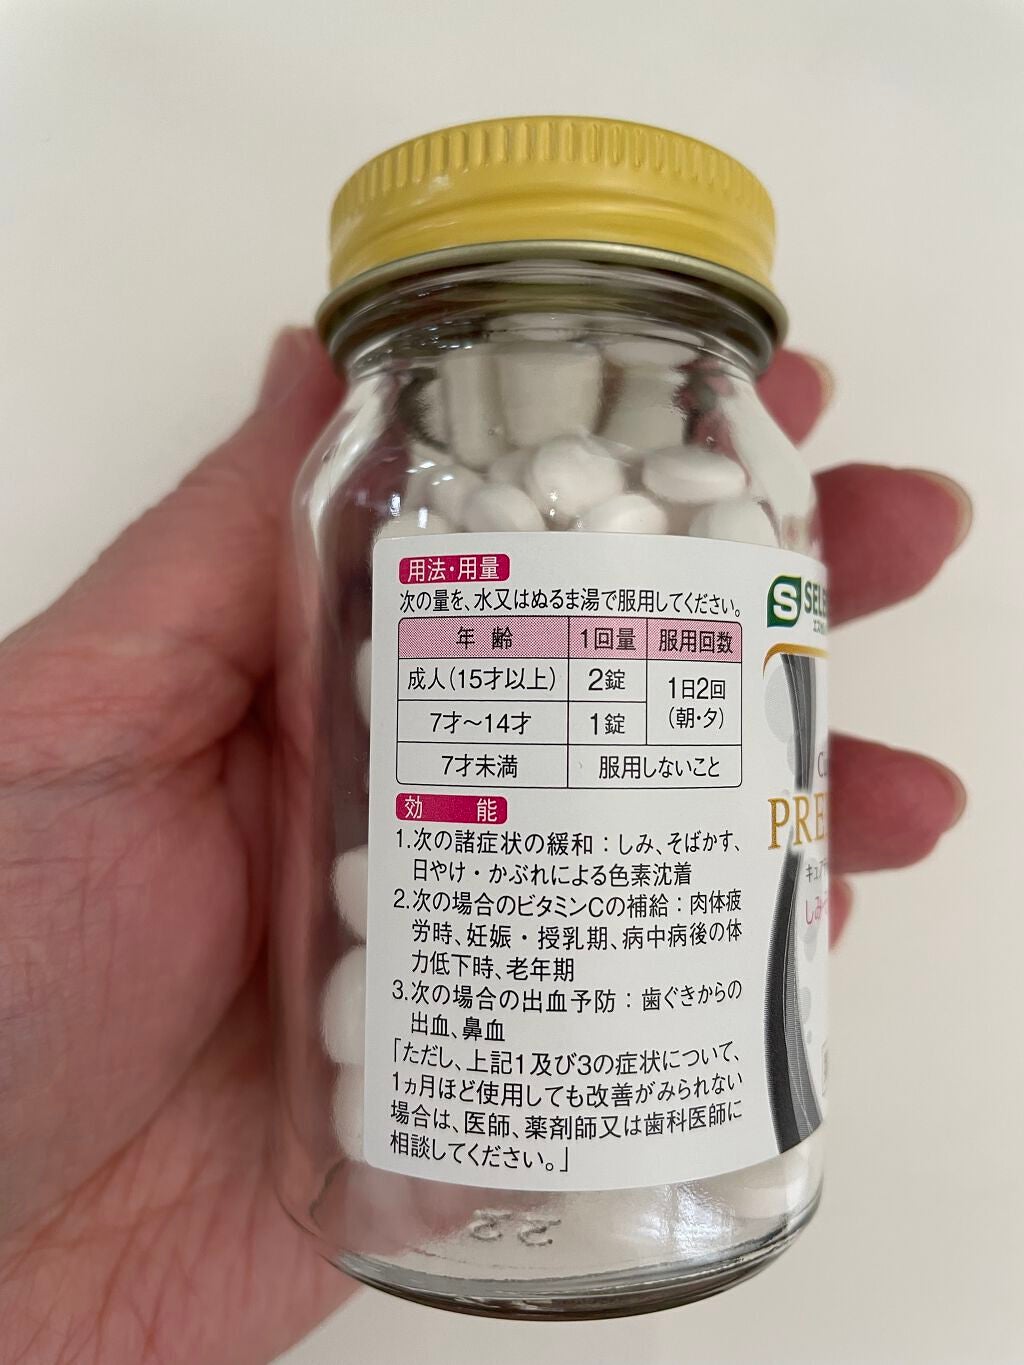 用法・用量
次の量を、水又はぬるま湯で服用してください。
年齢 1回量 服用回数
成人(15才以上) 2錠 1日2回(朝・夕)
7才〜14才 1錠
7才未満 服用しないこと
効能
1.次の諸症状の緩和：しみ、そばかす、
日やけ・かぶれによる色素沈着
2.次の場合のビタミンCの補給：肉体疲
労時、妊娠・授乳期、病中病後の体
力低下時、老年期
3.次の場合の出血予防：歯ぐきからの
出血、鼻血
「ただし、上記1及び3の症状について、
1ヵ月ほど使用しても改善がみられない
場合は、医師、薬剤師又は歯科医師に
相談してください。」
S
22